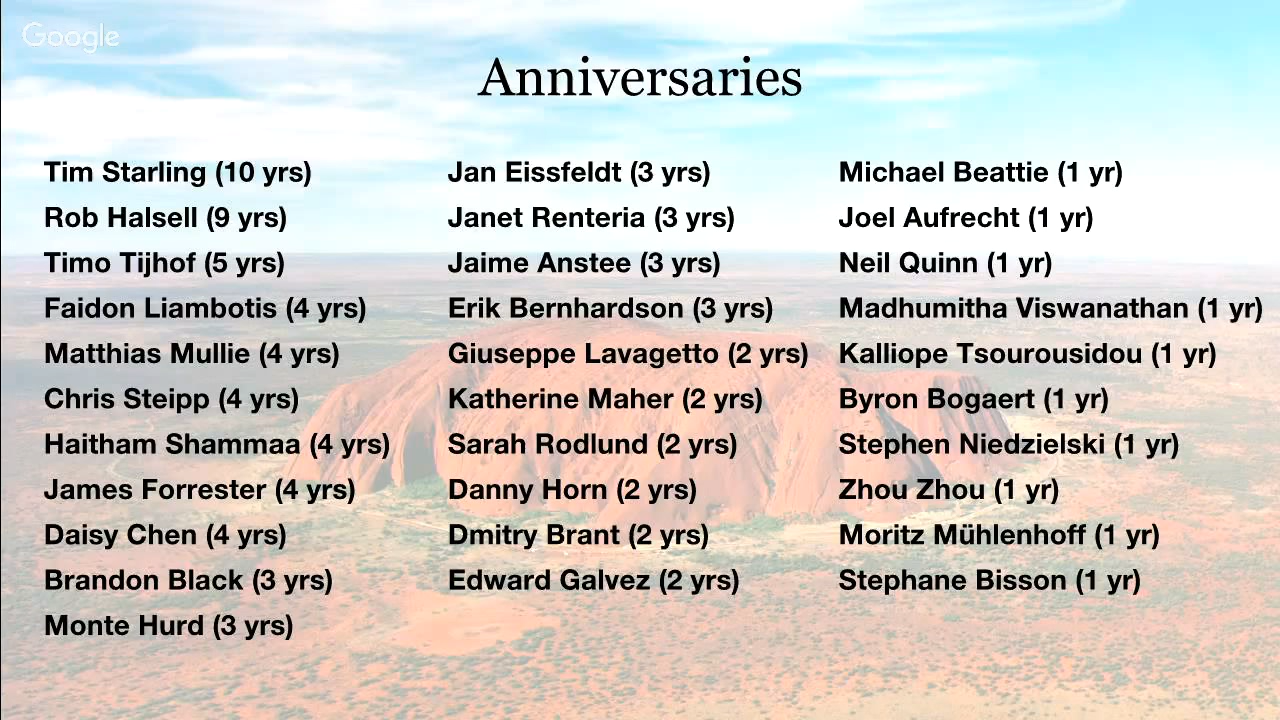 Google
Anniversaries
Tim Starling (10 yrs)
Rob Halsell (9 yrs)
Timo Tijhof (5 yrs)
Faidon Liambotis (4 yrs)
Matthias Mullie (4 yrs)
Chris Steipp (4 yrs)
Haitham Shammaa (4 yrs)
James Forrester (4 yrs)
Daisy Chen (4 yrs)
Brandon Black (3 yrs)
Monte Hurd (3 yrs)
Jan Eissfeldt (3 yrs)
Janet Renteria (3 yrs)
Jaime Anstee (3 yrs)
Erik Bernhardson (3 yrs)
Giuseppe Lavagetto (2 yrs)
Katherine Maher (2 yrs)
Sarah Rodlund (2 yrs)
Danny Horn (2 yrs)
Dmitry Brant (2 yrs)
Edward Galvez (2 yrs)
Michael Beattie (1 yr)
Joel Aufrecht (1 yr)
Neil Quinn (1 yr)
Madhumitha Viswanathan (1 yr)
Kalliope Tsourousidou (1 yr)
Byron Bogaert (1 yr)
Stephen Niedzielski (1 yr)
Zhou Zhou (1 yr)
Moritz Mühlenhoff (1 yr)
Stephane Bisson (1 yr)